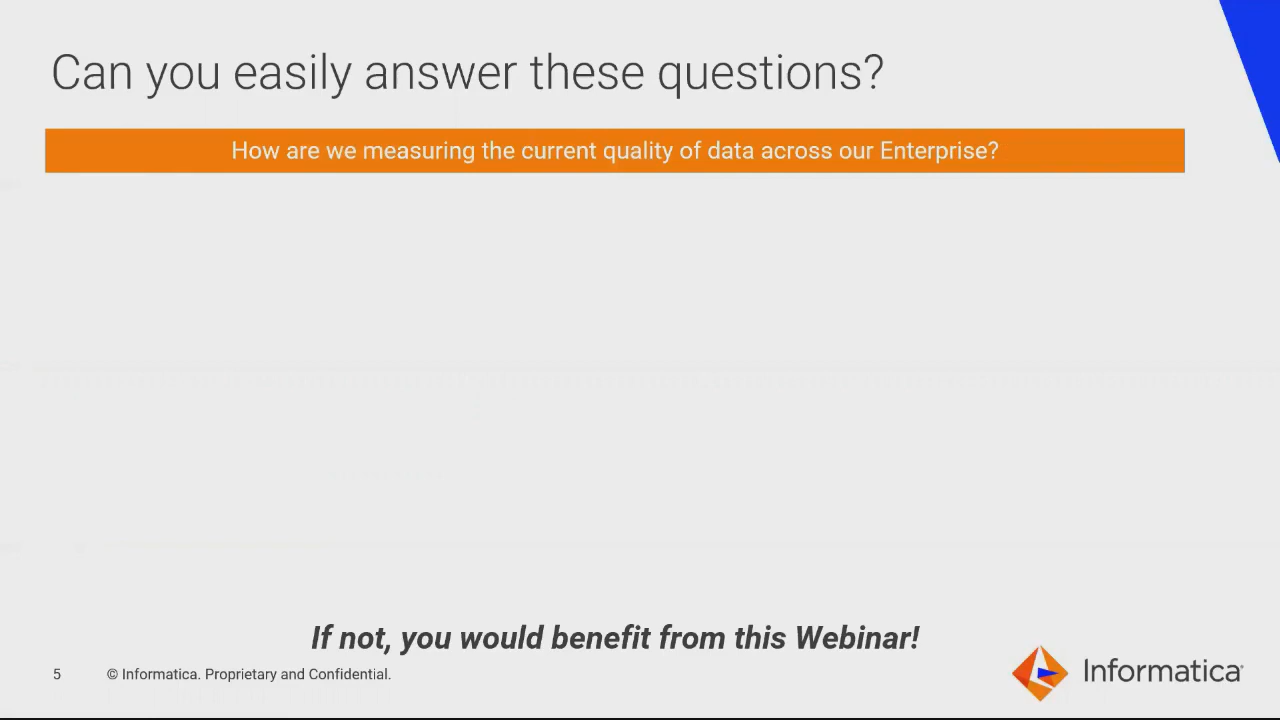 Can you easily answer these questions?
How are we measuring the current quality of data across our Enterprise?
If not, you would benefit from this Webinar!
5 © Informatica. Proprietary and Confidential.
Informatica